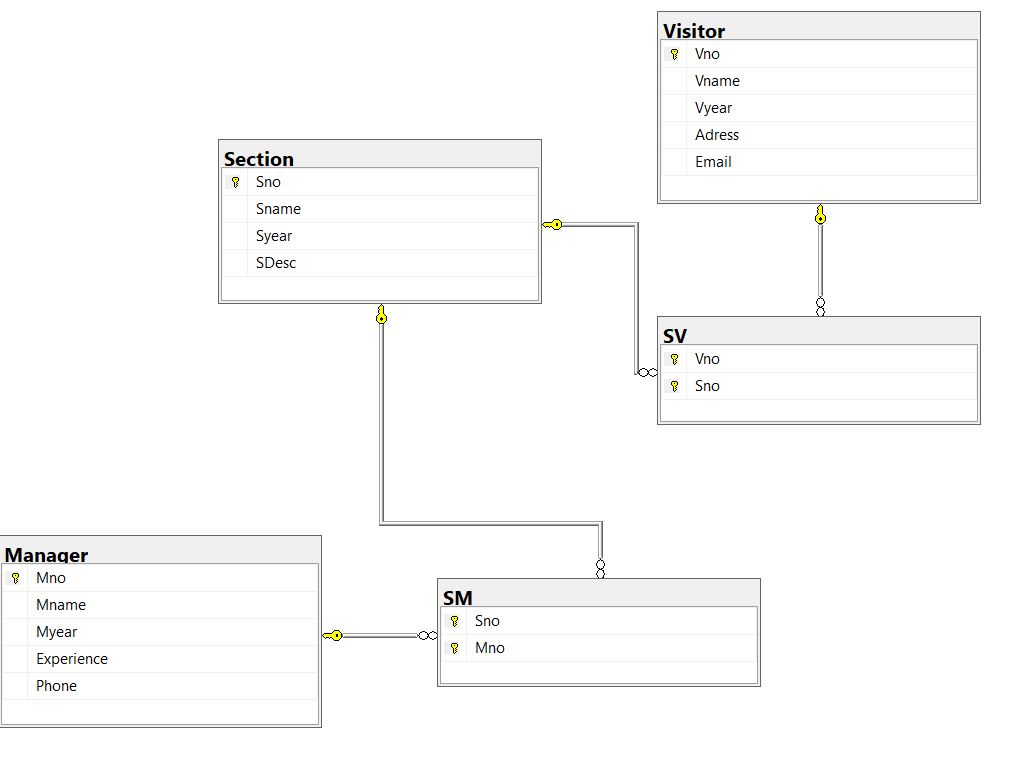 Visitor
Vno
Vname
Vyear
Adress
Email
Section
Sno
Sname
Syear
SDesc
SV
Vno
Sno
Manager
Mno
Mname
Myear
Experience
Phone
SM
Sno
Mno